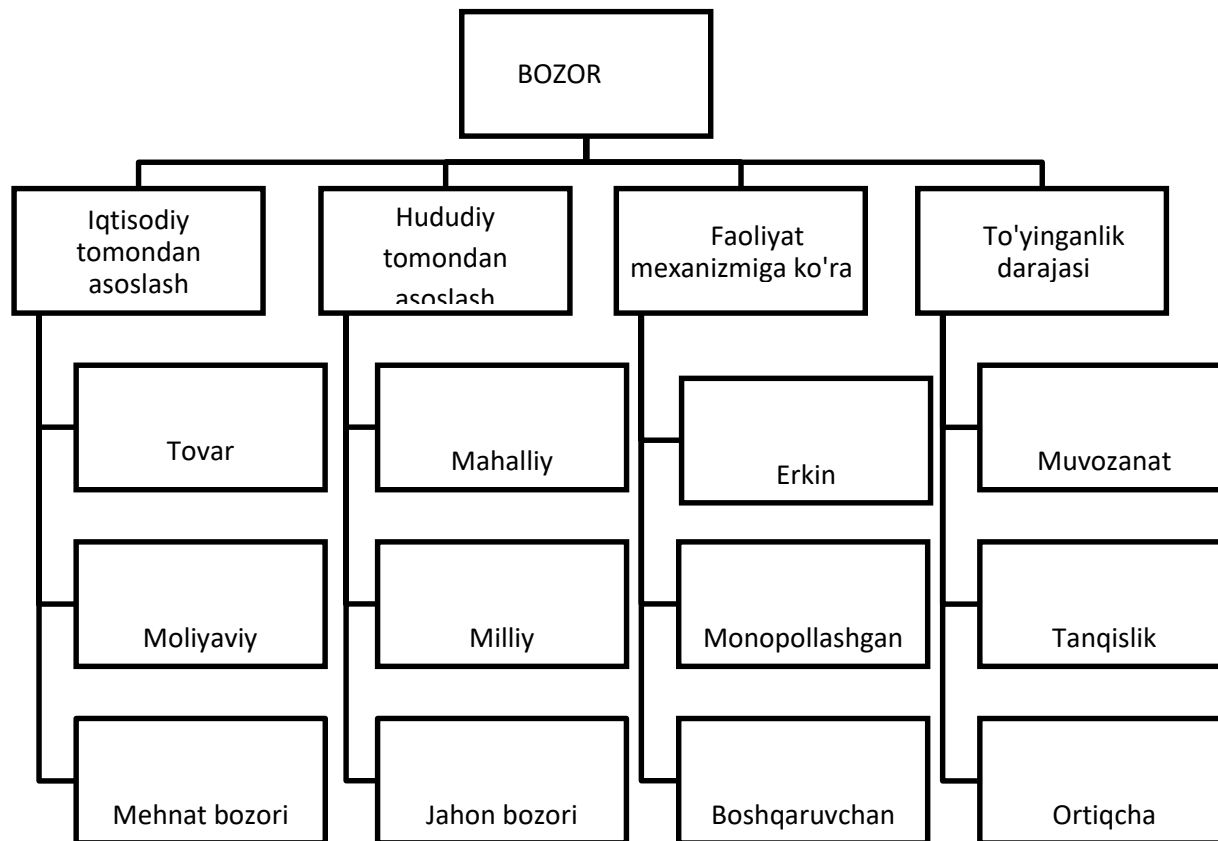 BOZOR
Iqtisodiy
tomondan
asoslash
Hududiy
tomondan
asoslash
Faoliyat
mexanizmiga ko'ra
To'yinganlik
darajasi
Tovar
Mahalliy
Erkin
Muvozanat
Moliyaviy
Milliy
Monopollashgan
Tanqislik
Mehnat bozori
Jahon bozori
Boshqaruvchan
Ortiqcha